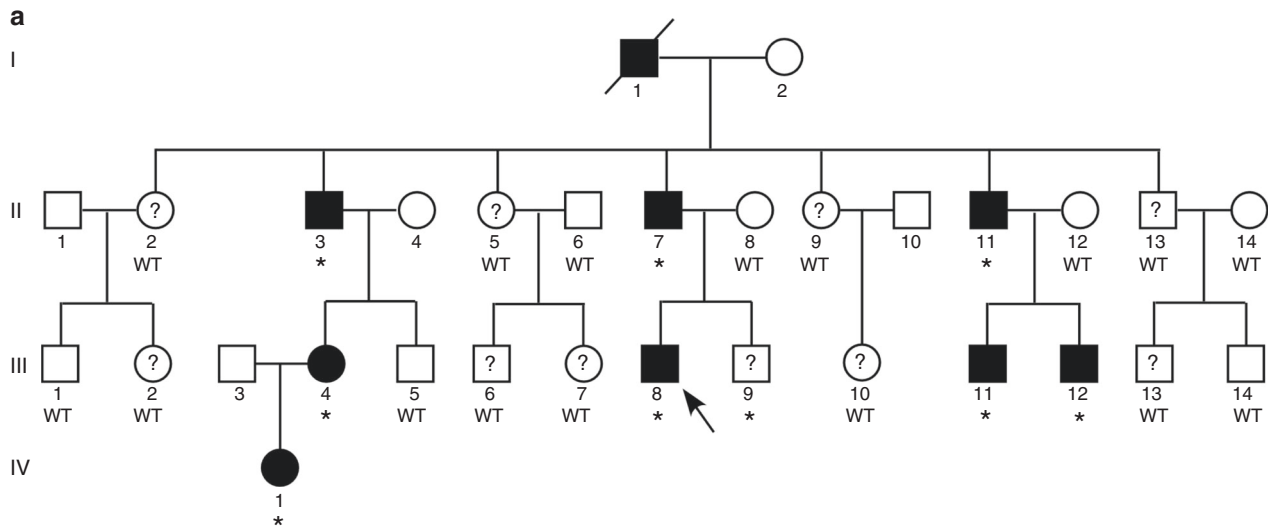 a
I
1 2
II
? ? ? ?
1 2 3 4 5 6 7 8 9 10 11 12 13 14
WT * WT WT * WT WT * WT WT WT
III
? ? ? ? ? ?
1 2 3 4 5 6 7 8 9 10 11 12 13 14
WT WT * WT WT WT * * WT * * WT WT
IV
1
*